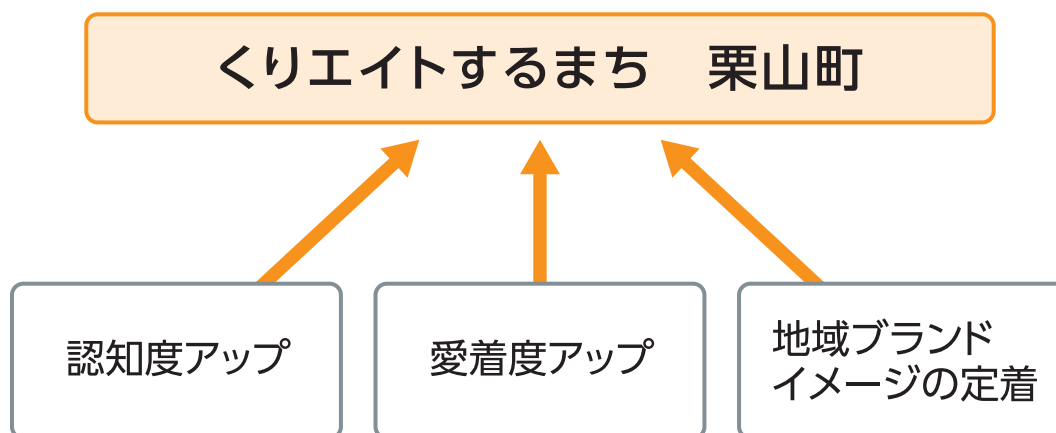 くりエイトするまち　栗山町
認知度アップ
愛着度アップ
地域ブランド
イメージの定着